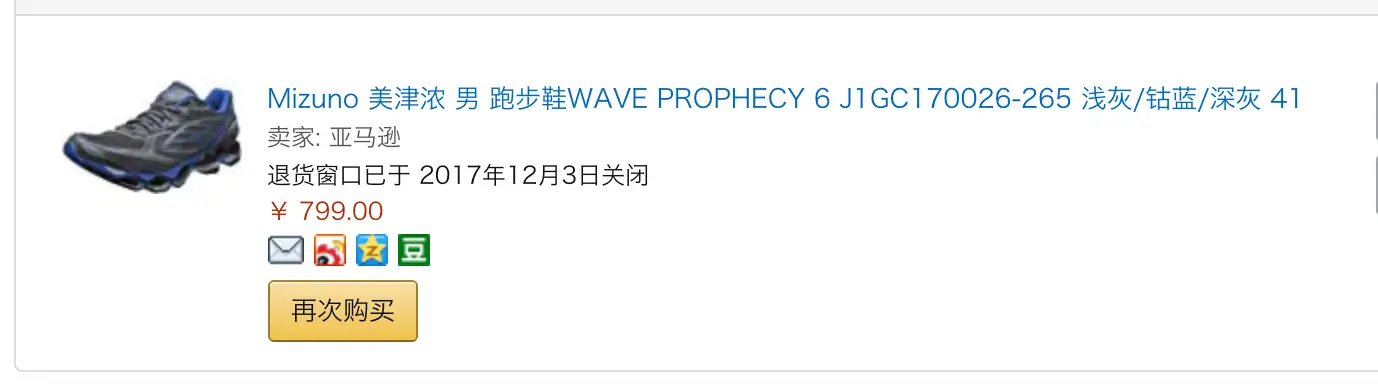 Mizuno 美津浓 男 跑步鞋WAVE PROPHECY 6 J1GC170026-265 浅灰/钴蓝/深灰 41
卖家: 亚马逊
退货窗口已于 2017年12月3日关闭
￥ 799.00
豆
再次购买